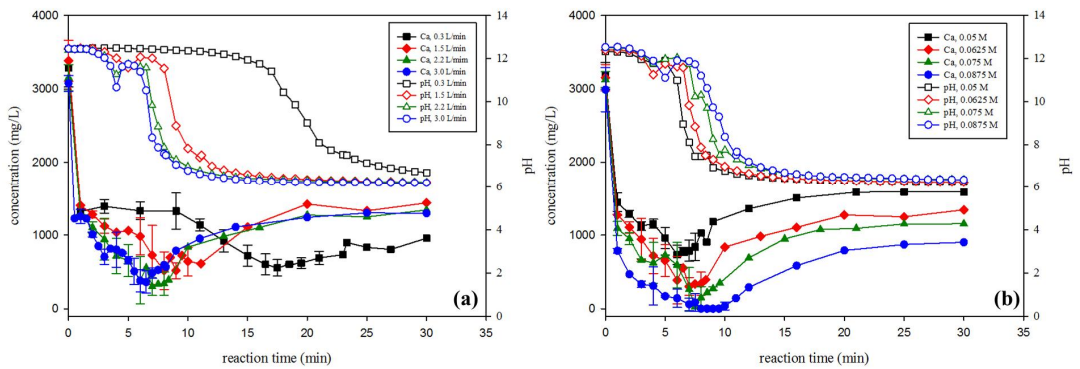 4000
3000
2000
1000
0
concentration (mg/L)
14
12
10
8
6
4
2
0
pH
0 5 10 15 20 25 30 35
reaction time (min)
Ca, 0.3 L/min
Ca, 1.5 L/min
Ca, 2.2 L/mim
Ca, 3.0 L/min
pH, 0.3 L/min
pH, 1.5 L/min
pH, 2.2 L/min
pH, 3.0 L/min
(a)
4000
3000
2000
1000
0
concentration (mg/L)
14
12
10
8
6
4
2
0
pH
0 5 10 15 20 25 30 35
reaction time (min)
Ca, 0.05 M
Ca, 0.0625 M
Ca, 0.075 M
Ca, 0.0875 M
pH, 0.05 M
pH, 0.0625 M
pH, 0.075 M
pH, 0.0875 M
(b)